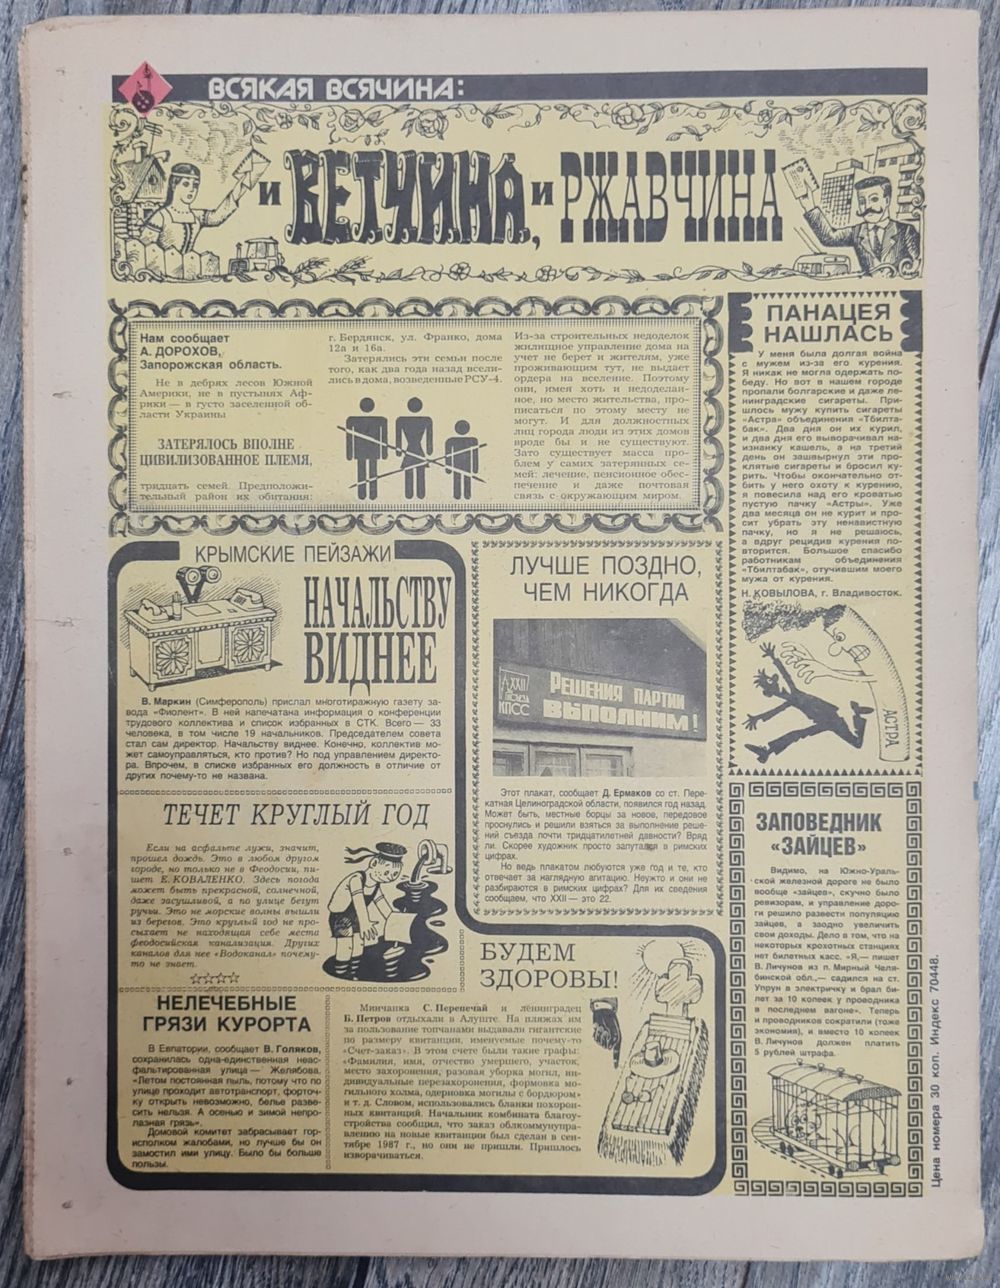 ВСЯКАЯ ВСЯЧИНА:
и ВЕТЧИНА, и РЖАВЧИНА
Нам сообщает
А. ДОРОХОВ,
Запорожская область.
Не в дебрях лесов Южной
Америки, не в пустынях Аф-
рики — в густо заселенной об-
ласти Украины
ЗАТЕРЯЛОСЬ ВПОЛНЕ
ЦИВИЛИЗОВАННОЕ ПЛЕМЯ,
тридцать семей. Предположи-
тельный район их обитания:
г. Бердянск, ул. Франко, дома
12а и 16а.
Затерялись эти семьи после
того, как два года назад всели-
лись в дома, возведенные РСУ-4.
Из-за строительных недоделок
жилищное управление дома на
учет не берет и жителям, уже
проживающим тут, не выдает
ордера на вселение. Поэтому
они, имея хоть и недоделан-
ное, но место жительства, про-
писаться по этому месту не
могут. И для должностных
лиц города люди из этих домов
вроде бы и не существуют.
Зато существует масса про-
блем у самих затерянных се-
мей: лечение, пенсионное обес-
печение и даже почтовая
связь с окружающим миром.
ПАНАЦЕЯ
НАШЛАСЬ
У меня была долгая война
с мужем из-за его курения.
Я никак не могла одержать по-
беду. Но вот в нашем городе
пропали болгарские и даже ле-
нинградские сигареты. При-
шлось мужу купить сигареты
«Астра» объединения «Тбилта-
бак». Два дня он их курил,
и два дня его выворачивал на-
изнанку кашель, а на третий
день он зашвырнул эти про-
клятые сигареты и бросил ку-
рить. Чтобы окончательно от-
бить у него охоту к курению,
я повесила над его кроватью
пустую пачку «Астры». Уже
два месяца он не курит и про-
сит убрать эту ненавистную
пачку, но я не решаюсь,
а вдруг рецидив курения по-
вторится. Большое спасибо
работникам объединения
«Тбилтабак», отучившим моего
мужа от курения.
Н. КОВЫЛОВА, г. Владивосток.
АСТРА
КРЫМСКИЕ ПЕЙЗАЖИ
НАЧАЛЬСТВУ
ВИДНЕЕ
В. Маркин (Симферополь) прислал многотиражную газету за-
вода «Фиолент». В ней напечатана информация о конференции
трудового коллектива и список избранных в СТК. Всего — 33
человека, в том числе 19 начальников. Председателем совета
стал сам директор. Начальству виднее. Конечно, коллектив мо-
жет самоуправляться, кто против? Но под управлением директо-
ра. Впрочем, в списке избранных его должность в отличие от
других почему-то не названа.
ТЕЧЕТ КРУГЛЫЙ ГОД
Если на асфальте лужи, значит,
прошел дождь. Это в любом другом
городе, но только не в Феодосии, пи-
шет Е. КОВАЛЕНКО. Здесь погода
может быть прекрасной, солнечной,
даже засушливой, а по улице бегут
ручьи. Это не морские волны вышли
из берегов. Это круглый год не про-
сыхает не находящая себе места
феодосийская канализация. Других
каналов для нее «Водоканал» почему-
то не знает.
НЕЛЕЧЕБНЫЕ
ГРЯЗИ КУРОРТА
В Евпатории, сообщает В. Голяков,
сохранилась одна-единственная неас-
фальтированная улица — Желябова.
«Летом постоянная пыль, потому что по
улице проходит автотранспорт, форточ-
ку открыть невозможно, белье разве-
сить нельзя. А осенью и зимой непро-
лазная грязь».
Домовой комитет забрасывает гор-
исполком жалобами, но лучше бы он
замостил ими улицу. Было бы больше
пользы.
ЛУЧШЕ ПОЗДНО,
ЧЕМ НИКОГДА
XXII
КПСС
РЕШЕНИЯ ПАРТИИ
ВЫПОЛНИМ!
Этот плакат, сообщает Д. Ермаков со ст. Пере-
катная Целиноградской области, появился год назад.
Может быть, местные борцы за новое, передовое
проснулись и решили взяться за выполнение реше-
ний съезда почти тридцатилетней давности? Вряд
ли. Скорее художник просто запутался в римских
цифрах.
Но ведь плакатом любуются уже год и те, кто
отвечает за наглядную агитацию. Неужто и они не
разбираются в римских цифрах? Для их сведения
сообщаем, что XXII — это 22.
БУДЕМ
ЗДОРОВЫ!
Минчанка С. Перепечай и ленинградец
Б. Петров отдыхали в Алуште. На пляжах им
за пользование топчанами выдавали гигантские
по размеру квитанции, именуемые почему-то
«Счет-заказ». В этом счете были такие графы:
«Фамилия, имя, отчество умершего, участок,
место захоронения, разовая уборка могил, ин-
дивидуальные перезахоронения, формовка мо-
гильного холма, одерновка могилы с бордюром»
и т. д. Словом, использовались бланки похорон-
ных квитанций. Начальник комбината благоу-
стройства сообщил, что заказ облкоммунупра-
влению на новые квитанции был сделан в сен-
тябре 1987 г., но они не пришли. Пришлось
изворачиваться.
ЗАПОВЕДНИК
«ЗАЙЦЕВ»
Видимо, на Южно-Ураль-
ской железной дороге не было
вообще «зайцев», скучно было
ревизорам, и управление доро-
ги решило развести популяцию
зайцев, а заодно увеличить
свои доходы. Дело в том, что на
некоторых крохотных станциях
нет билетных касс. «Я,— пишет
В. Личунов из п. Мирный Челя-
бинской обл.,— садился на ст.
Упрун в электричку и брал би-
лет за 10 копеек у проводника
в последнем вагоне». Теперь
и проводников сократили (тоже
экономия), и вместо 10 копеек
В. Личунов должен платить
5 рублей штрафа.
Цена номера 30 коп. Индекс 70448.